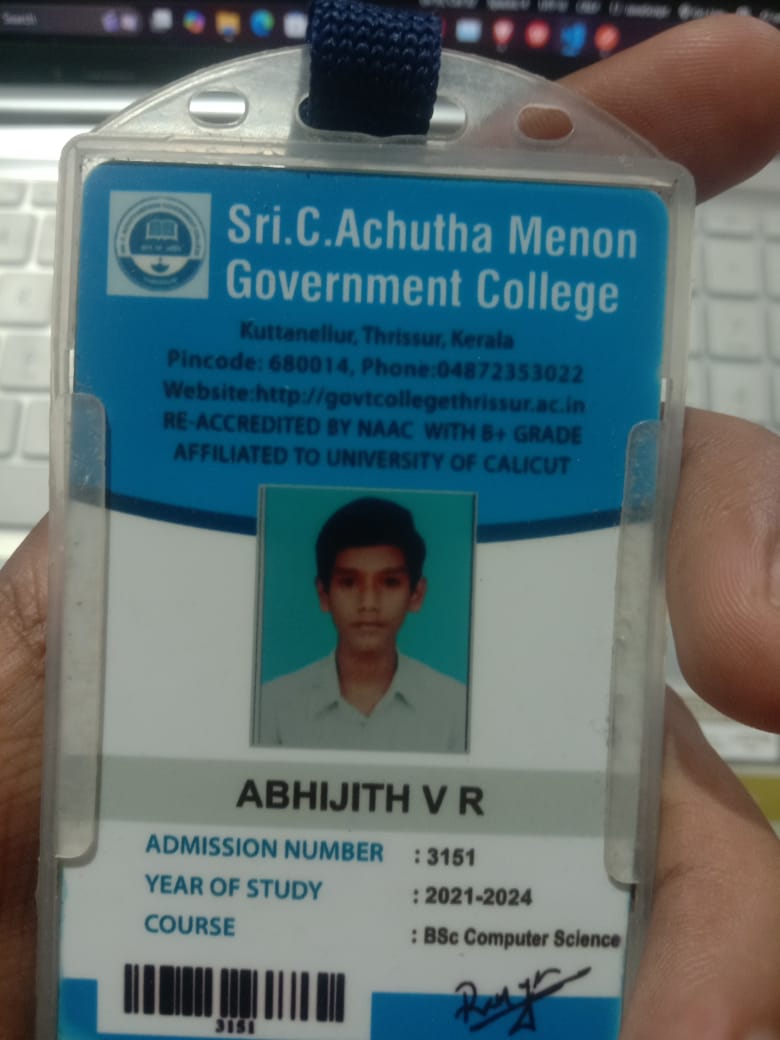 Search
Sri.C.Achutha Menon
Government College
Kuttanellur, Thrissur, Kerala
Pincode: 680014, Phone:04872353022
Website:http://govtcollegethrissur.ac.in
RE-ACCREDITED BY NAAC WITH B+ GRADE
AFFILIATED TO UNIVERSITY OF CALICUT
ABHIJITH V R
ADMISSION NUMBER : 3151
YEAR OF STUDY : 2021-2024
COURSE : BSc Computer Science
3151